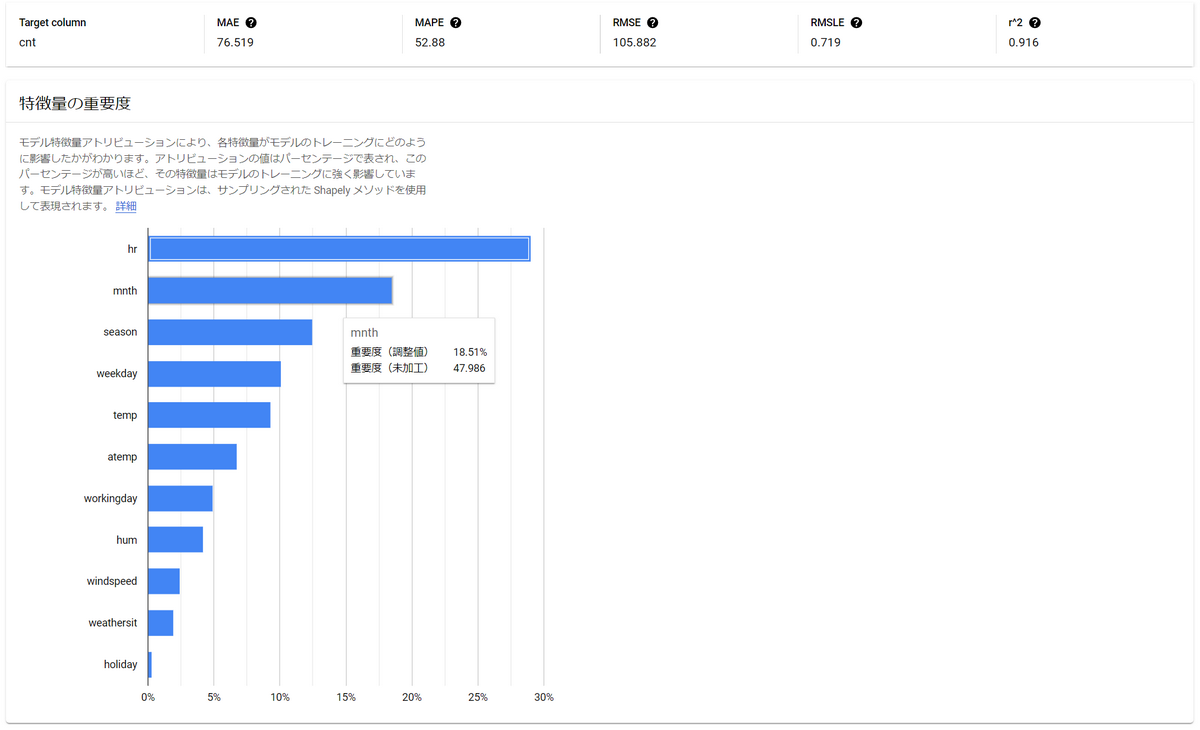 Target column
cnt
MAE
76.519
MAPE
52.88
RMSE
105.882
RMSLE
0.719
r^2
0.916
特徴量の重要度
モデル特徴量アトリビューションにより、各特徴量がモデルのトレーニングにどのよう
に影響したかがわかります。アトリビューションの値はパーセンテージで表され、この
パーセンテージが高いほど、その特徴量はモデルのトレーニングに強く影響していま
す。モデル特徴量アトリビューションは、サンプリングされた Shapely メソッドを使用
して表現されます。 詳細
hr
mnth
season
weekday
temp
atemp
workingday
hum
windspeed
weathersit
holiday
mnth
重要度（調整値） 18.51%
重要度（未加工） 47.986
0% 5% 10% 15% 20% 25% 30%